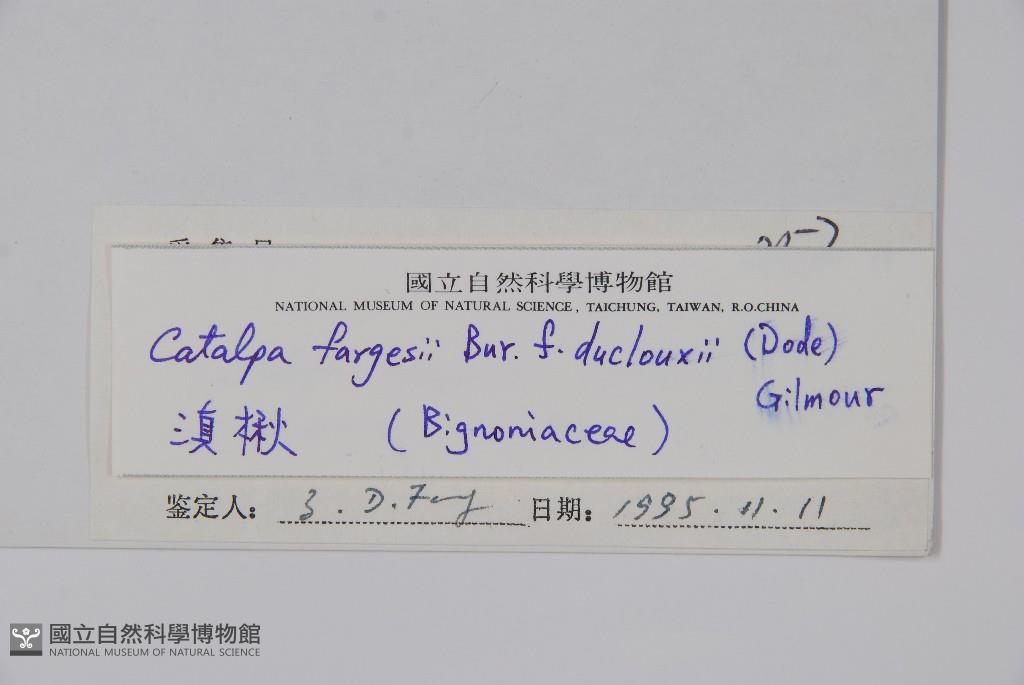 國立自然科學博物館
NATIONAL MUSEUM OF NATURAL SCIENCE, TAICHUNG, TAIWAN, R.O.CHINA
Catalpa fargesii Bur. f. duclouxii (Dode)
Gilmour
滇楸 (Bignoniaceae)
鉴定人: Z. D. Fang 日期: 1995. 11. 11
國立自然科學博物館
NATIONAL MUSEUM OF NATURAL SCIENCE